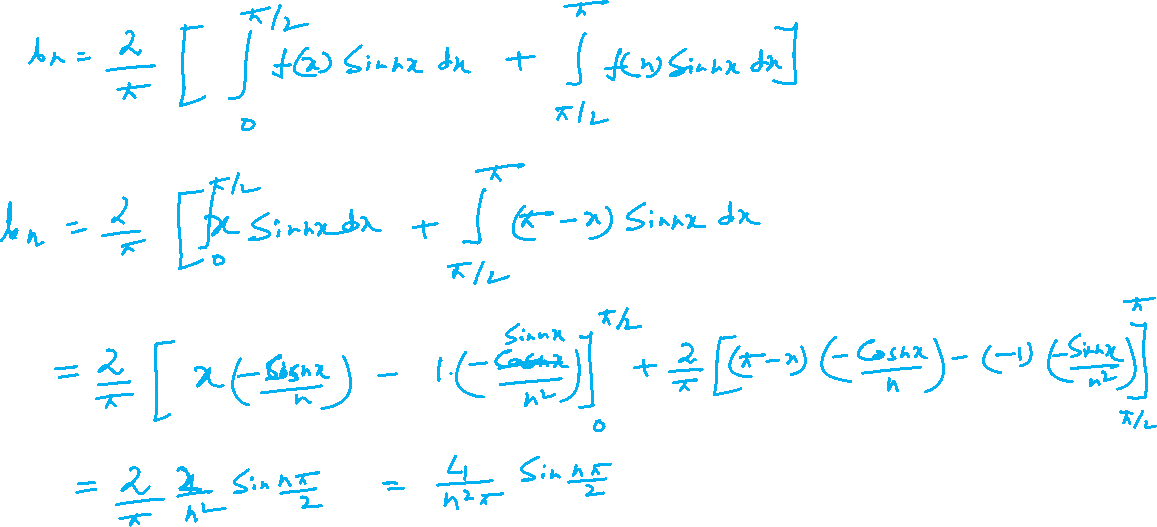 bn = 2/π [ ∫_0^{π/2} f(x) Sin nx dx + ∫_{π/2}^{π} f(x) Sin nx dx ]
bn = 2/π [ ∫_0^{π/2} x Sin nx dx + ∫_{π/2}^{π} (π-x) Sin nx dx
= 2/π [ x (-Cos nx / n) - 1.(-Sin nx / n²) ]_0^{π/2} + 2/π [ (π-x) (-Cos nx / n) - (-1) (-Sin nx / n²) ]_{π/2}^{π}
= 2/π 2/n² Sin nπ/2 = 4/n²π Sin nπ/2